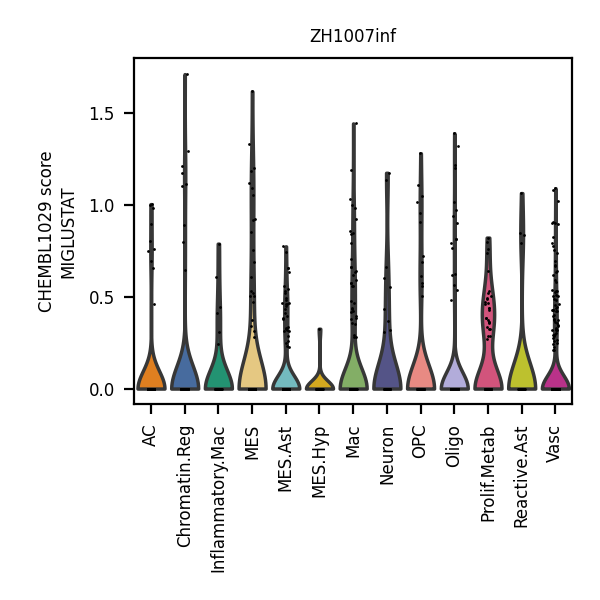 ZH1007inf
CHEMBL1029 score
MIGLUSTAT
1.5
1.0
0.5
0.0
AC
Chromatin.Reg
Inflammatory.Mac
MES
MES.Ast
MES.Hyp
Mac
Neuron
OPC
Oligo
Prolif.Metab
Reactive.Ast
Vasc